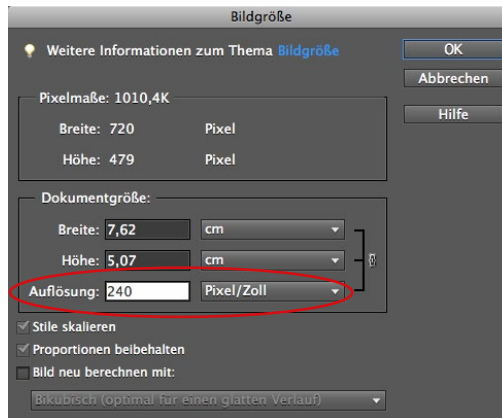 Bildgröße
Weitere Informationen zum Thema Bildgröße
OK
Abbrechen
Hilfe
Pixelmaße: 1010,4K
Breite: 720 Pixel
Höhe: 479 Pixel
Dokumentgröße:
Breite: 7,62 cm
Höhe: 5,07 cm
Auflösung: 240 Pixel/Zoll
Stile skalieren
Proportionen beibehalten
Bild neu berechnen mit:
Bikubisch (optimal für einen glatten Verlauf)